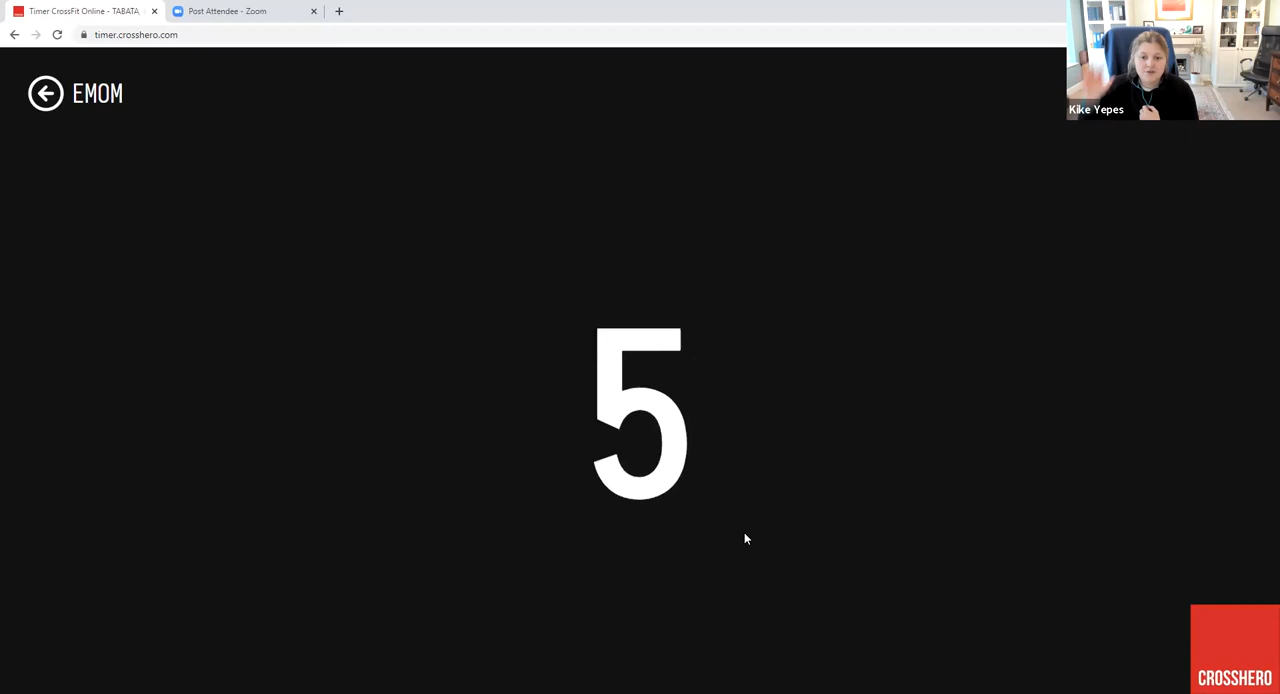 Timer CrossFit Online - TABATA,
Post Attendee - Zoom
timer.crosshero.com
EMOM
Kike Yepes
5
CROSSHERO